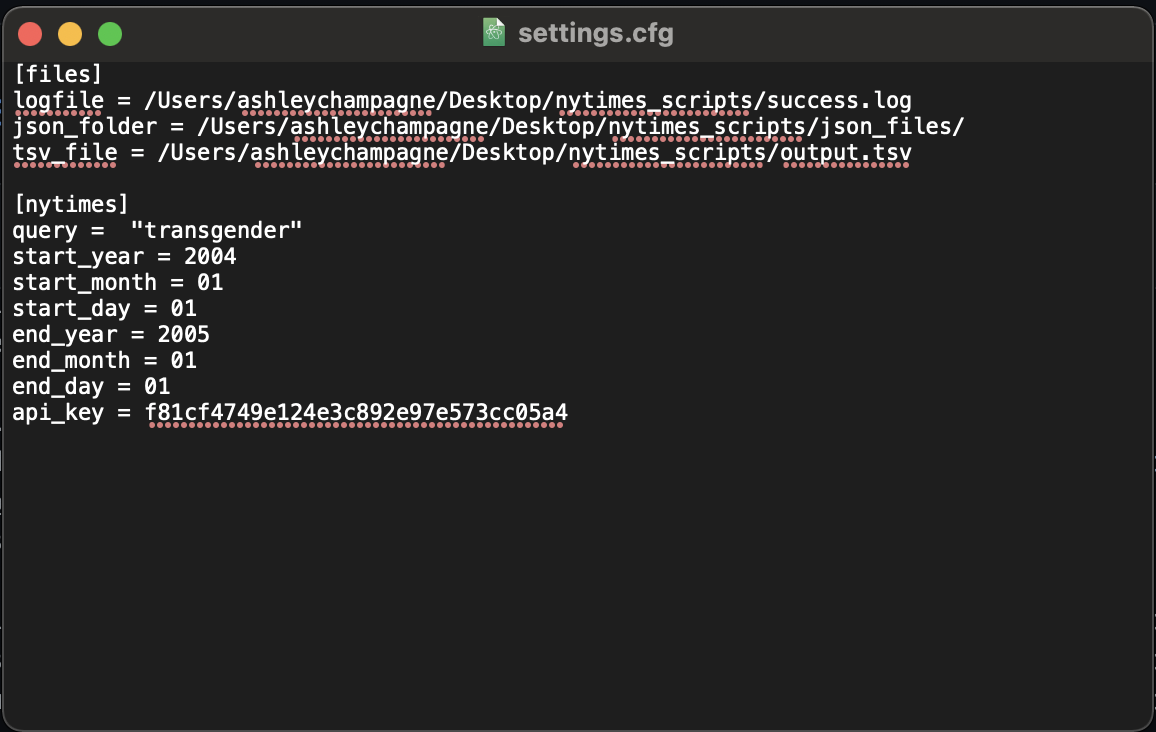 settings.cfg
[files]
logfile = /Users/ashleychampagne/Desktop/nytimes_scripts/success.log
json_folder = /Users/ashleychampagne/Desktop/nytimes_scripts/json_files/
tsv_file = /Users/ashleychampagne/Desktop/nytimes_scripts/output.tsv
[nytimes]
query =  "transgender"
start_year = 2004
start_month = 01
start_day = 01
end_year = 2005
end_month = 01
end_day = 01
api_key = f81cf4749e124e3c892e97e573cc05a4